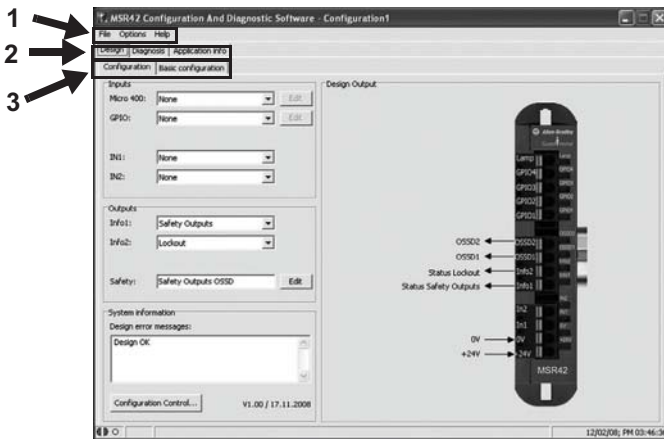 1
MSR42 Configuration And Diagnostic Software - Configuration1
File Options Help
2
Design Diagnosis Application info
3
Configuration Basic configuration
Inputs
Micro 400: None Edit
GPIO: None Edit
IN1: None
IN2: None
Outputs
Info1: Safety Outputs
Info2: Lockout
Safety: Safety Outputs OSSD Edit
System information
Design error messages:
Design OK
Configuration Control... V1.00 / 17.11.2008
Design Output
Allen-Bradley
Lamp
GPIO4
GPIO3
GPIO2
GPIO1
OSSD2 OSSD2
OSSD1 OSSD1
Status Lockout Info2
Status Safety Outputs Info1
In2
In1
0V 0V
+24V +24V
MSR42
12/02/08; PM 03:46:36